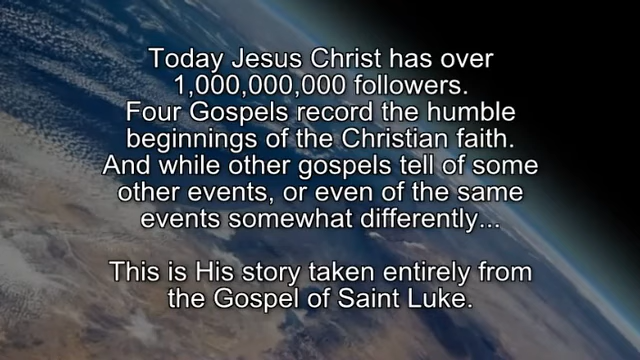 Today Jesus Christ has over
1,000,000,000 followers.
Four Gospels record the humble
beginnings of the Christian faith.
And while other gospels tell of some
other events, or even of the same
events somewhat differently...
This is His story taken entirely from
the Gospel of Saint Luke.